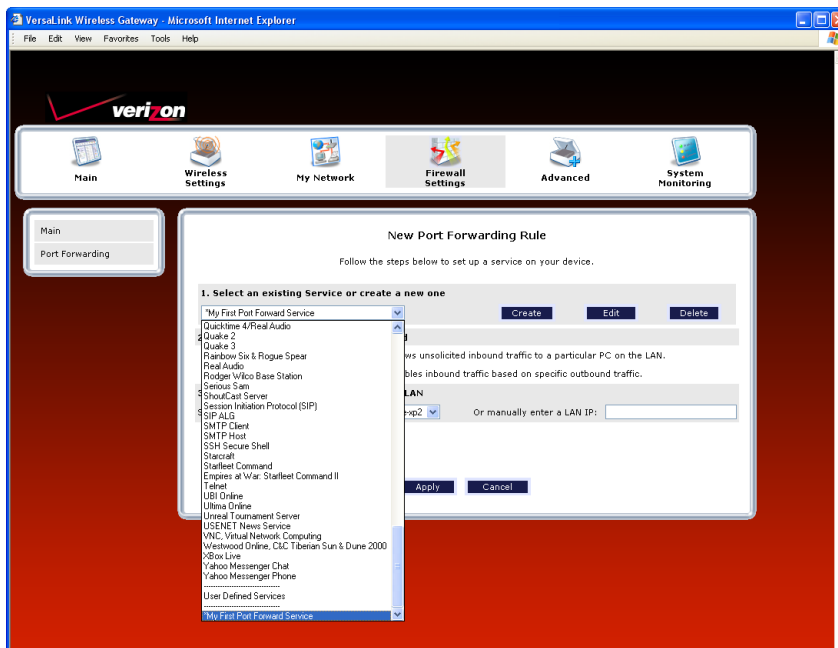 VersaLink Wireless Gateway - Microsoft Internet Explorer
File Edit View Favorites Tools Help
verizon
Main
Wireless Settings
My Network
Firewall Settings
Advanced
System Monitoring
Main
Port Forwarding
New Port Forwarding Rule
Follow the steps below to set up a service on your device.
1. Select an existing Service or create a new one
*My First Port Forward Service
Create Edit Delete
Quicktime 4/Real Audio
Quake 2
Quake 3
Rainbow Six & Rogue Spear
Real Audio
Rodger Wilco Base Station
Serious Sam
ShoutCast Server
Session Initiation Protocol (SIP)
SIP ALG
SMTP Client
SMTP Host
SSH Secure Shell
Starcraft
Starfleet Command
Empires at War: Starfleet Command II
Telnet
UBI Online
Ultima Online
Unreal Tournament Server
USENET News Service
VNC, Virtual Network Computing
Westwood Online, C&C Tiberian Sun & Dune 2000
XBox Live
Yahoo Messenger Chat
Yahoo Messenger Phone
--------------------------------
User Defined Services
--------------------------------
*My First Port Forward Service
unsolicited inbound traffic to a particular PC on the LAN.
inbound traffic based on specific outbound traffic.
LAN
Or manually enter a LAN IP:
Apply Cancel